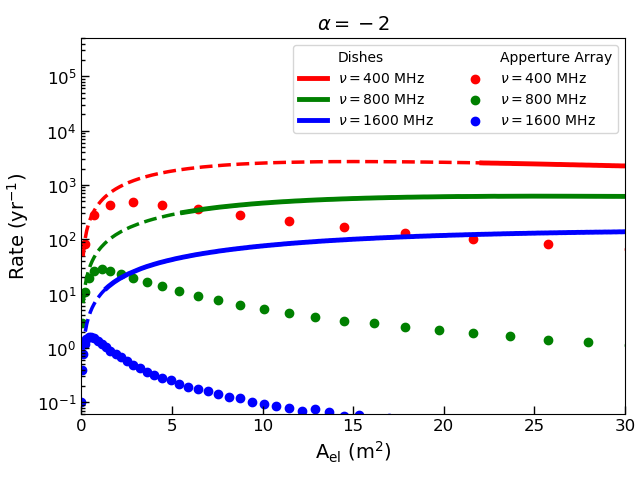 α = −2
Dishes
ν = 400 MHz
ν = 800 MHz
ν = 1600 MHz
Apperture Array
ν = 400 MHz
ν = 800 MHz
ν = 1600 MHz
Rate (yr⁻¹)
10⁵
10⁴
10³
10²
10¹
10⁰
10⁻¹
0 5 10 15 20 25 30
A_el (m²)